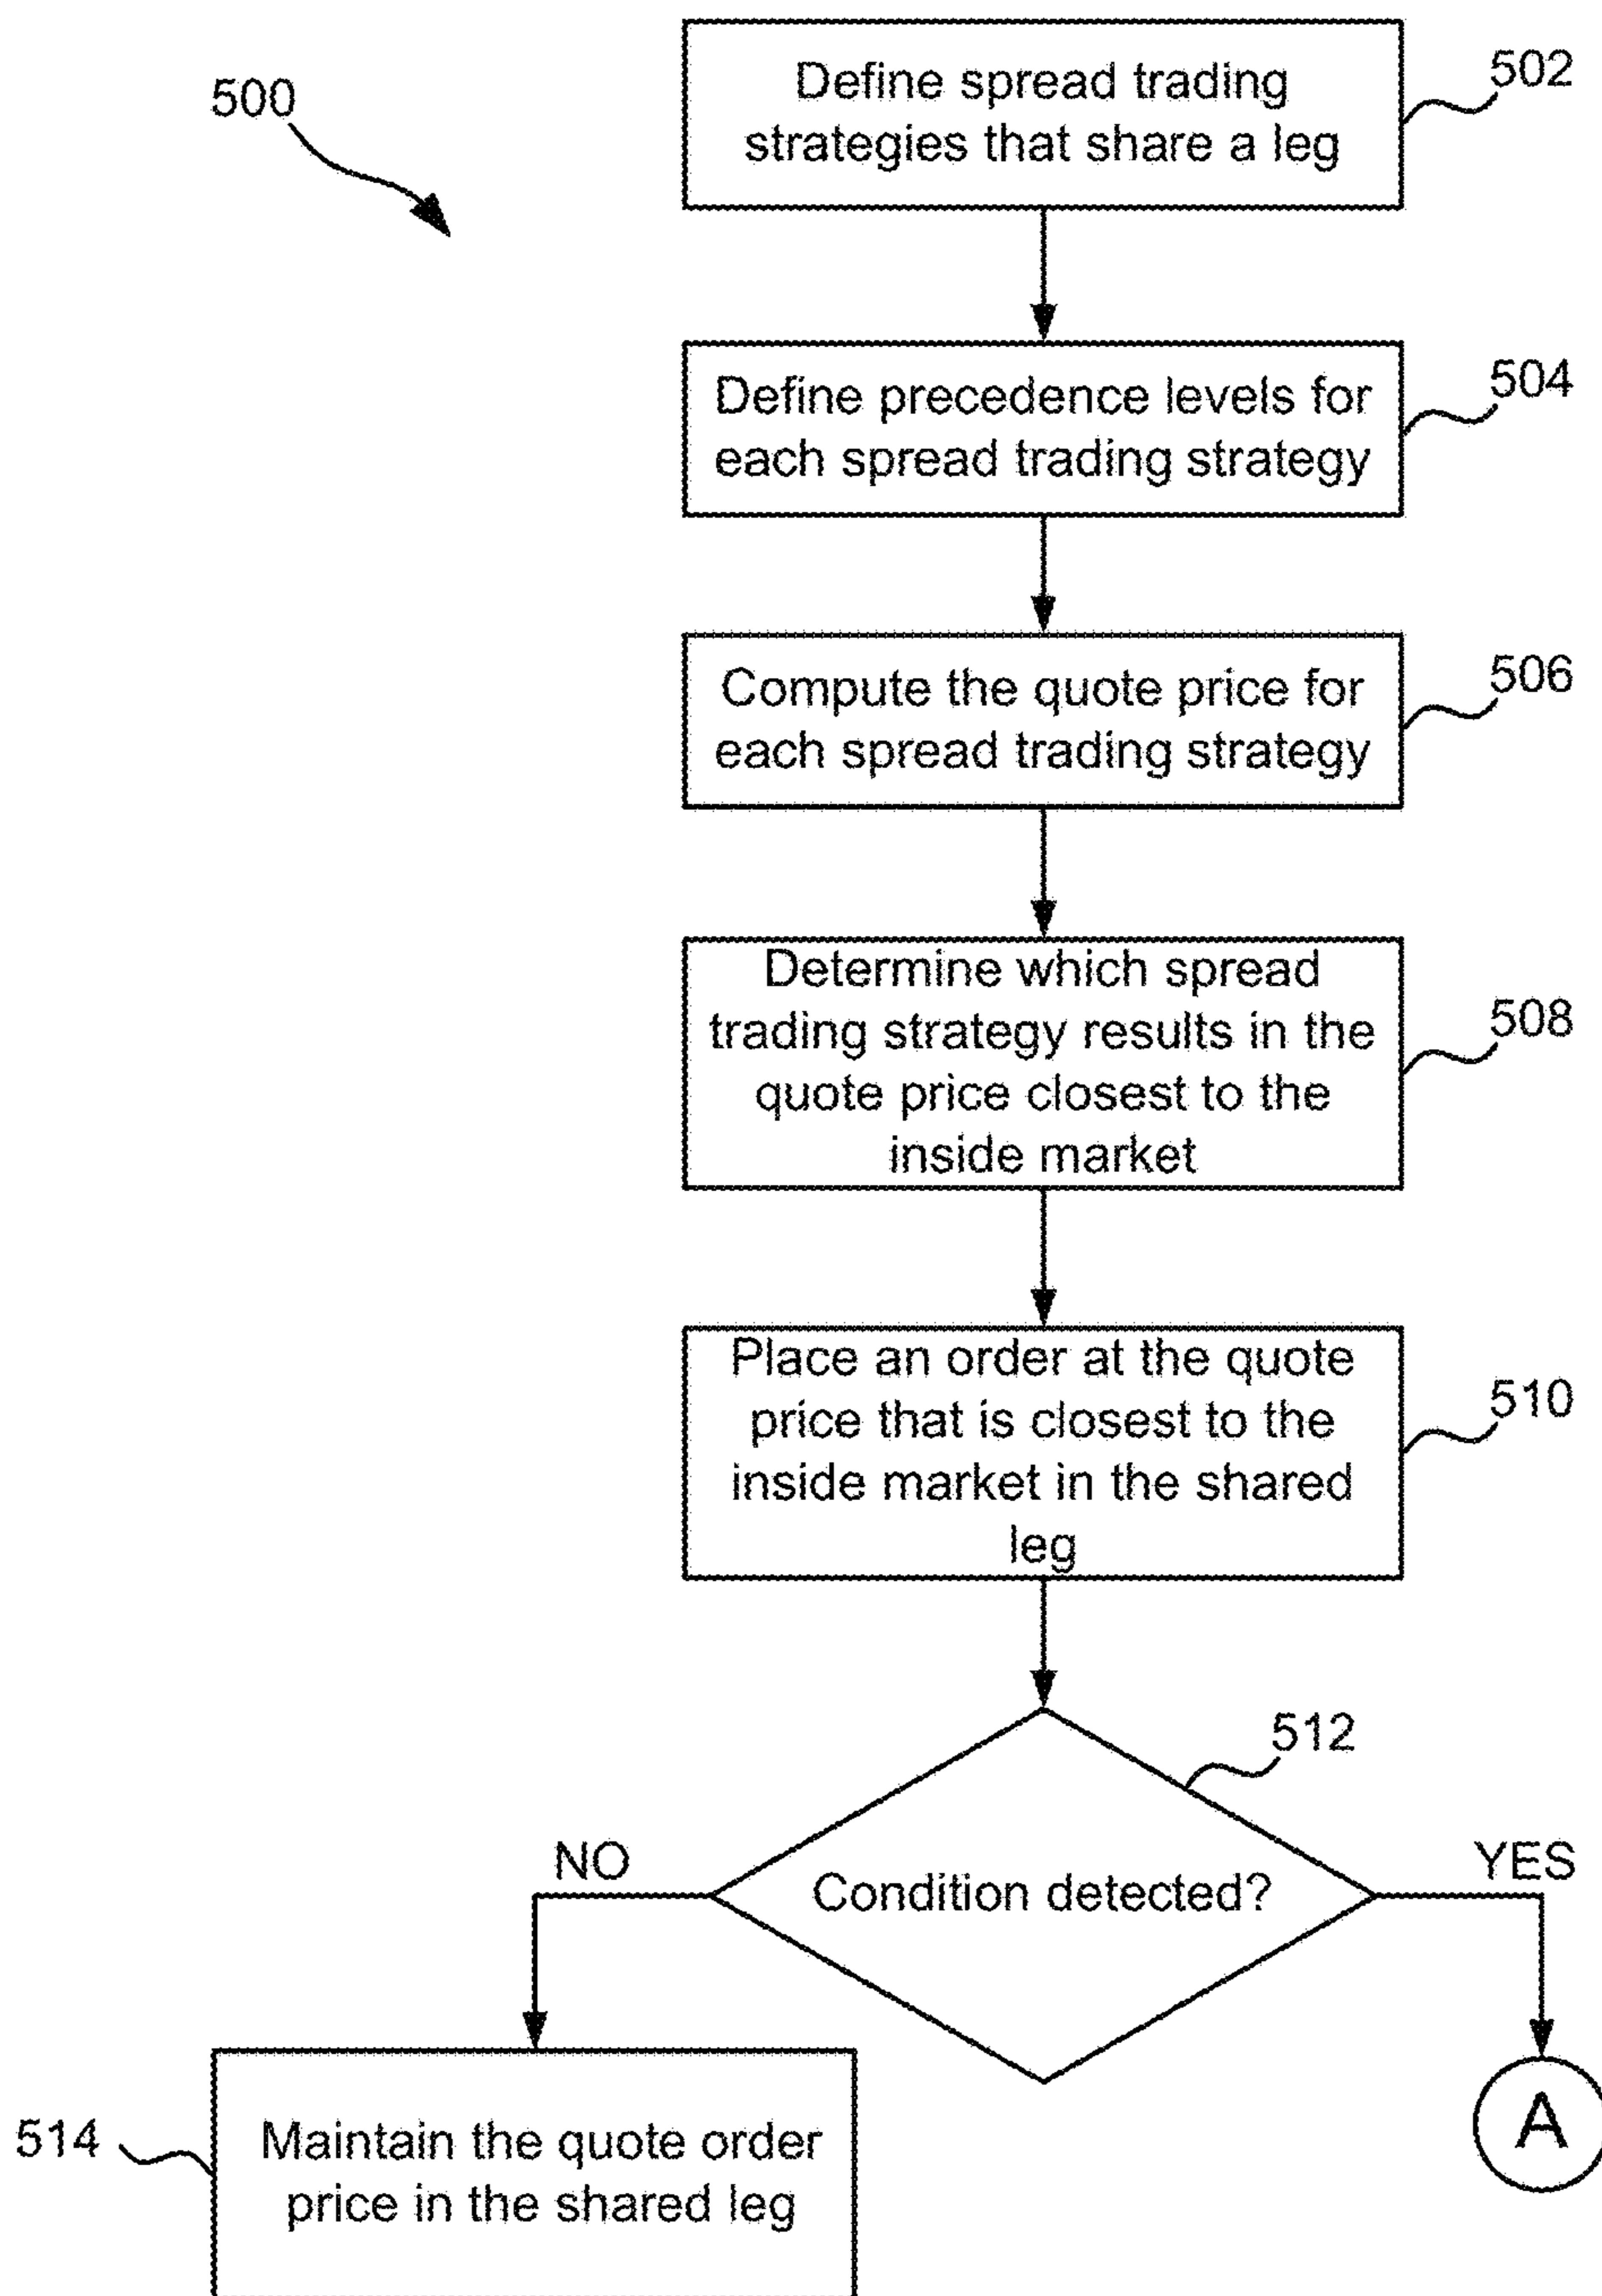 500
Define spread trading
strategies that share a leg
502
Define precedence levels for
each spread trading strategy
504
Compute the quote price for
each spread trading strategy
506
Determine which spread
trading strategy results in the
quote price closest to the
inside market
508
Place an order at the quote
price that is closest to the
inside market in the shared
leg
510
512
Condition detected?
NO
YES
514
Maintain the quote order
price in the shared leg
A